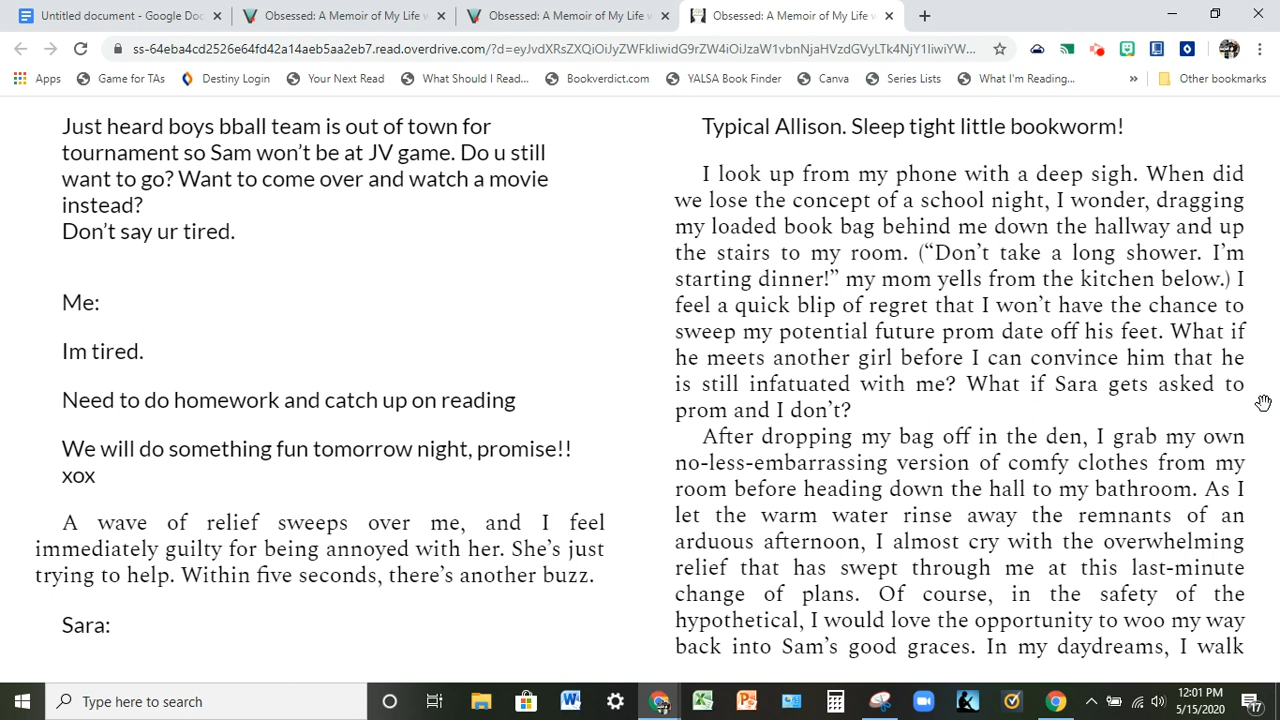 Untitled document - Google Doc
Obsessed: A Memoir of My Life w
Obsessed: A Memoir of My Life w
Obsessed: A Memoir of My Life w
ss-64eba4cd2526e64fd42a14aeb5aa2eb7.read.overdrive.com/?d=eyJvdXRsZXQiOiJyZWFkIiwidG9rZW4iOiJzaW1vbnNjaHVzdGVyLTk4NjY1IiwiYW...
Apps
Game for TAs
Destiny Login
Your Next Read
What Should I Read...
Bookverdict.com
YALSA Book Finder
Canva
Series Lists
What I'm Reading...
»
Other bookmarks
Just heard boys bball team is out of town for
tournament so Sam won't be at JV game. Do u still
want to go? Want to come over and watch a movie
instead?
Don't say ur tired.
Me:
Im tired.
Need to do homework and catch up on reading
We will do something fun tomorrow night, promise!!
xox
A wave of relief sweeps over me, and I feel
immediately guilty for being annoyed with her. She's just
trying to help. Within five seconds, there's another buzz.
Sara:
Typical Allison. Sleep tight little bookworm!
I look up from my phone with a deep sigh. When did
we lose the concept of a school night, I wonder, dragging
my loaded book bag behind me down the hallway and up
the stairs to my room. (“Don't take a long shower. I'm
starting dinner!” my mom yells from the kitchen below.) I
feel a quick blip of regret that I won't have the chance to
sweep my potential future prom date off his feet. What if
he meets another girl before I can convince him that he
is still infatuated with me? What if Sara gets asked to
prom and I don't?
After dropping my bag off in the den, I grab my own
no-less-embarrassing version of comfy clothes from my
room before heading down the hall to my bathroom. As I
let the warm water rinse away the remnants of an
arduous afternoon, I almost cry with the overwhelming
relief that has swept through me at this last-minute
change of plans. Of course, in the safety of the
hypothetical, I would love the opportunity to woo my way
back into Sam's good graces. In my daydreams, I walk
Type here to search
12:01 PM
5/15/2020
17